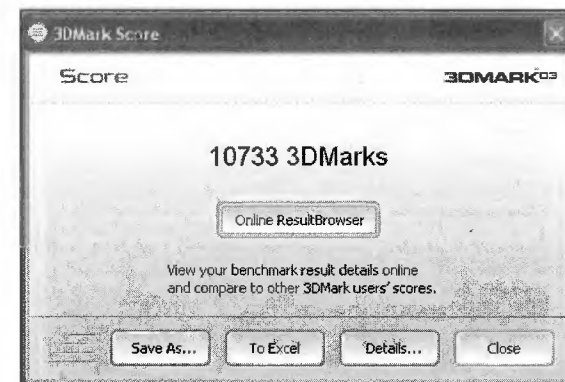 3DMark Score
Score
3DMARK03
10733 3DMarks
Online ResultBrowser
View your benchmark result details online
and compare to other 3DMark users' scores.
Save As...
To Excel
Details...
Close